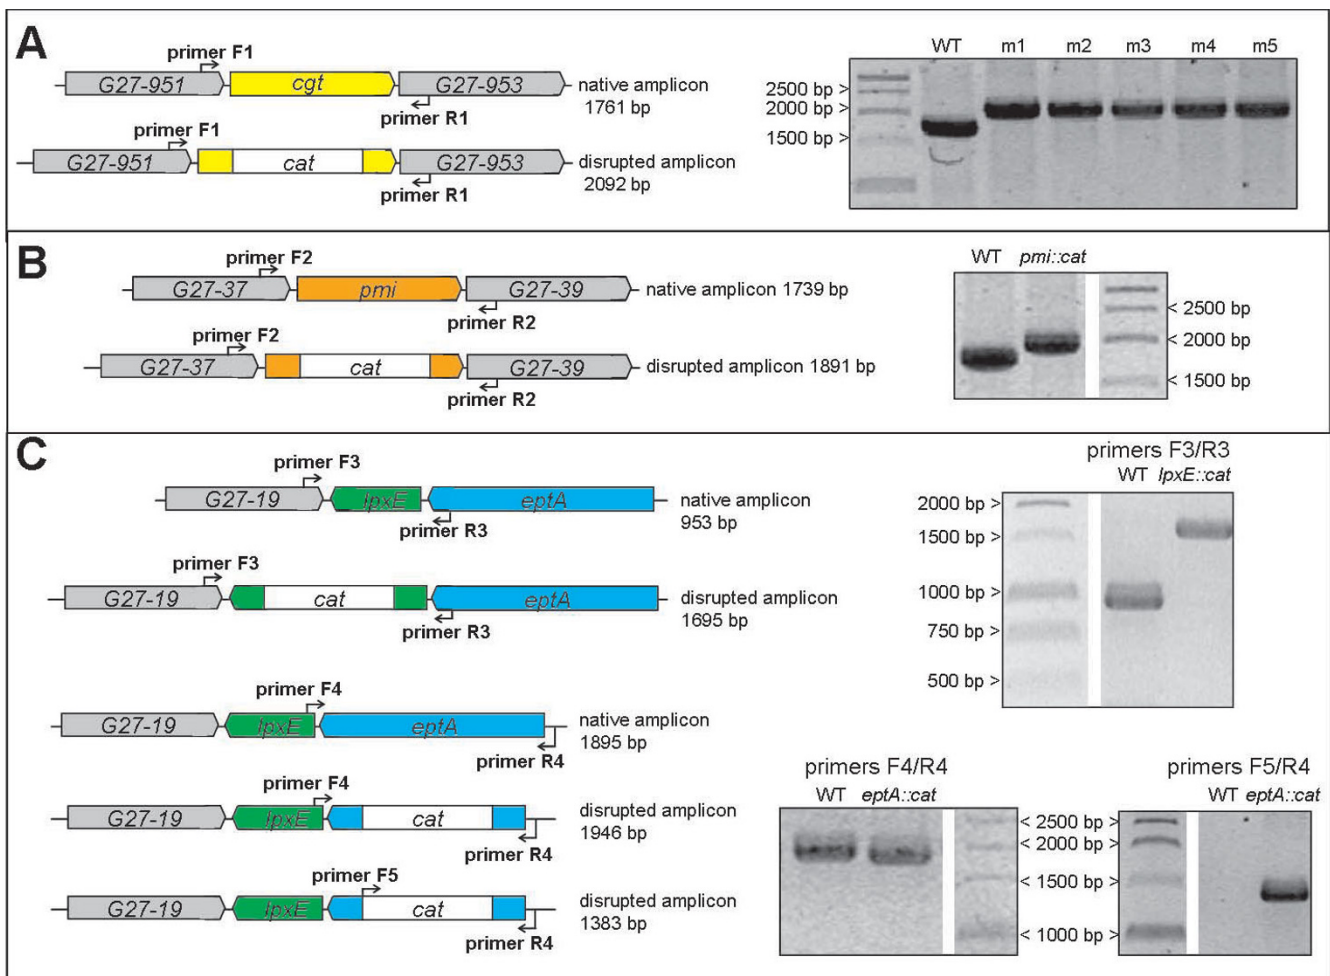 A
primer F1
G27-951
cgt
G27-953
native amplicon
1761 bp
primer R1
primer F1
G27-951
cat
G27-953
disrupted amplicon
2092 bp
primer R1
WT m1 m2 m3 m4 m5
2500 bp >
2000 bp >
1500 bp >
B
primer F2
G27-37
pmi
G27-39
native amplicon 1739 bp
primer R2
primer F2
G27-37
cat
G27-39
disrupted amplicon 1891 bp
primer R2
WT pmi::cat
< 2500 bp
< 2000 bp
< 1500 bp
C
primer F3
G27-19
lpxE
eptA
native amplicon
953 bp
primer R3
primer F3
G27-19
cat
eptA
disrupted amplicon
1695 bp
primer R3
primers F3/R3
WT lpxE::cat
2000 bp >
1500 bp >
1000 bp >
750 bp >
500 bp >
primer F4
G27-19
lpxE
eptA
native amplicon
1895 bp
primer R4
primer F4
G27-19
lpxE
cat
disrupted amplicon
1946 bp
primer R4
primer F5
G27-19
lpxE
cat
disrupted amplicon
1383 bp
primer R4
primers F4/R4
WT eptA::cat
primers F5/R4
WT eptA::cat
< 2500 bp >
< 2000 bp >
< 1500 bp >
< 1000 bp >